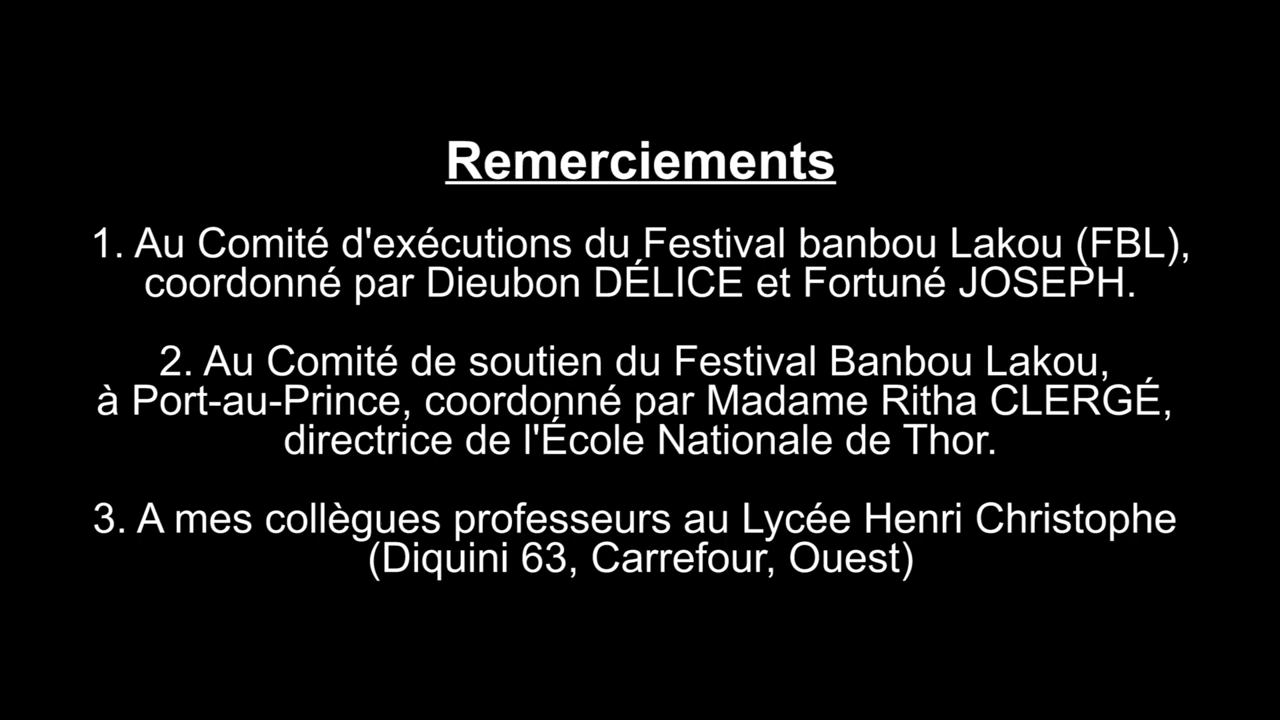 Remerciements
1. Au Comité d'exécutions du Festival banbou Lakou (FBL),
coordonné par Dieubon DÉLICE et Fortuné JOSEPH.
2. Au Comité de soutien du Festival Banbou Lakou,
à Port-au-Prince, coordonné par Madame Ritha CLERGÉ,
directrice de l'École Nationale de Thor.
3. A mes collègues professeurs au Lycée Henri Christophe
(Diquini 63, Carrefour, Ouest)